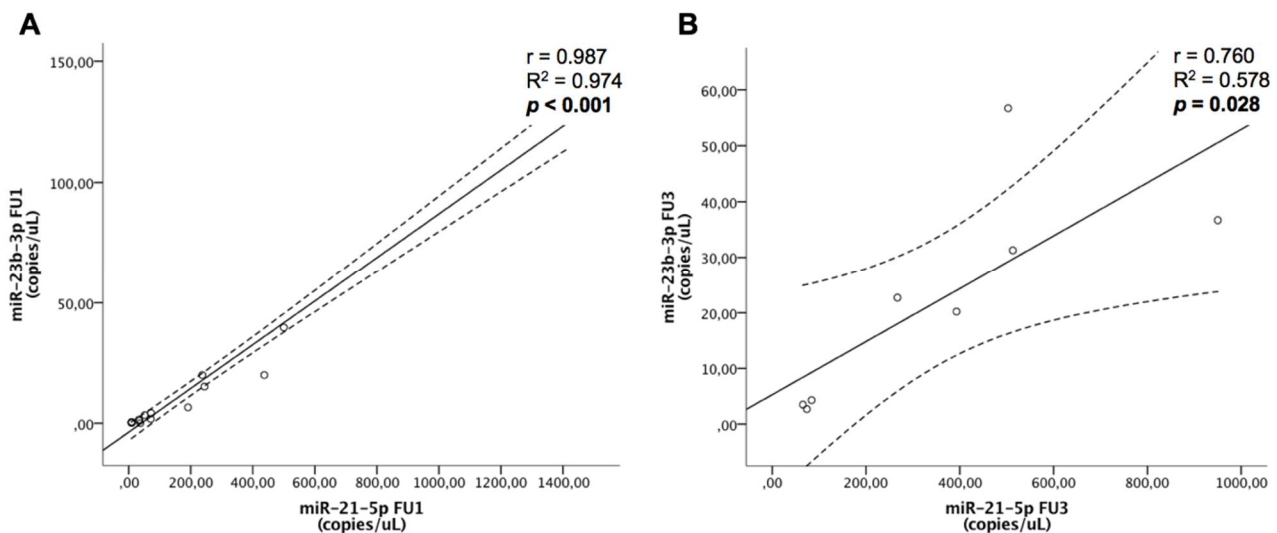 A
r = 0.987
R² = 0.974
p < 0.001
150,00
100,00
50,00
,00
miR-23b-3p FU1
(copies/uL)
,00 200,00 400,00 600,00 800,00 1000,00 1200,00 1400,00
miR-21-5p FU1
(copies/uL)
B
r = 0.760
R² = 0.578
p = 0.028
60,00
50,00
40,00
30,00
20,00
10,00
,00
miR-23b-3p FU3
(copies/uL)
,00 200,00 400,00 600,00 800,00 1000,00
miR-21-5p FU3
(copies/uL)